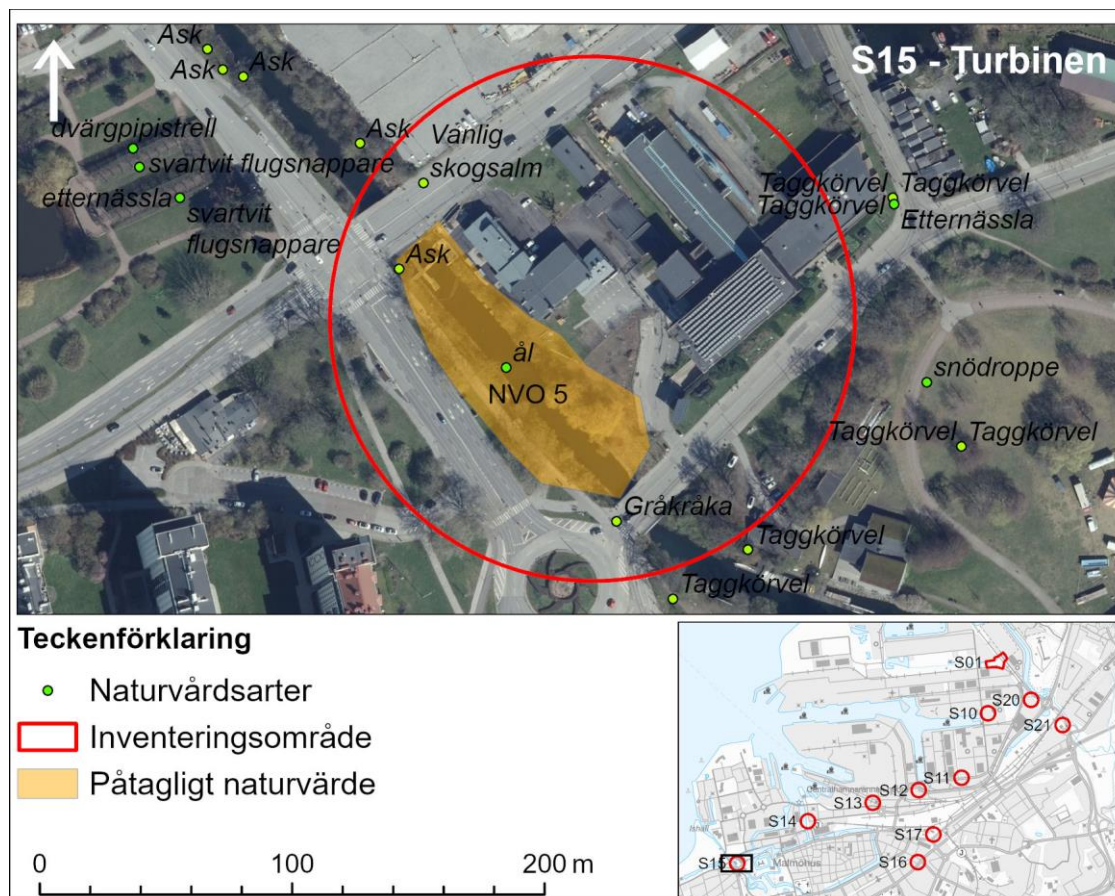 S15 - Turbinen
Ask
Ask
Ask
dvärgpipistrell
svartvit flugsnappare
etternässla
svartvit
flugsnappare
Ask
Vanlig
skogsalm
Taggkörvel
Taggkörvel
Taggkörvel
Etternässla
Ask
ål
NVO 5
snödroppe
Taggkörvel
Taggkörvel
Gråkråka
Taggkörvel
Taggkörvel
Teckenförklaring
Naturvårdsarter
Inventeringsområde
Påtagligt naturvärde
0 100 200 m
S01
S20
S10
S21
S11
S12
S13
S14
S17
S15
Malmöhus
S16